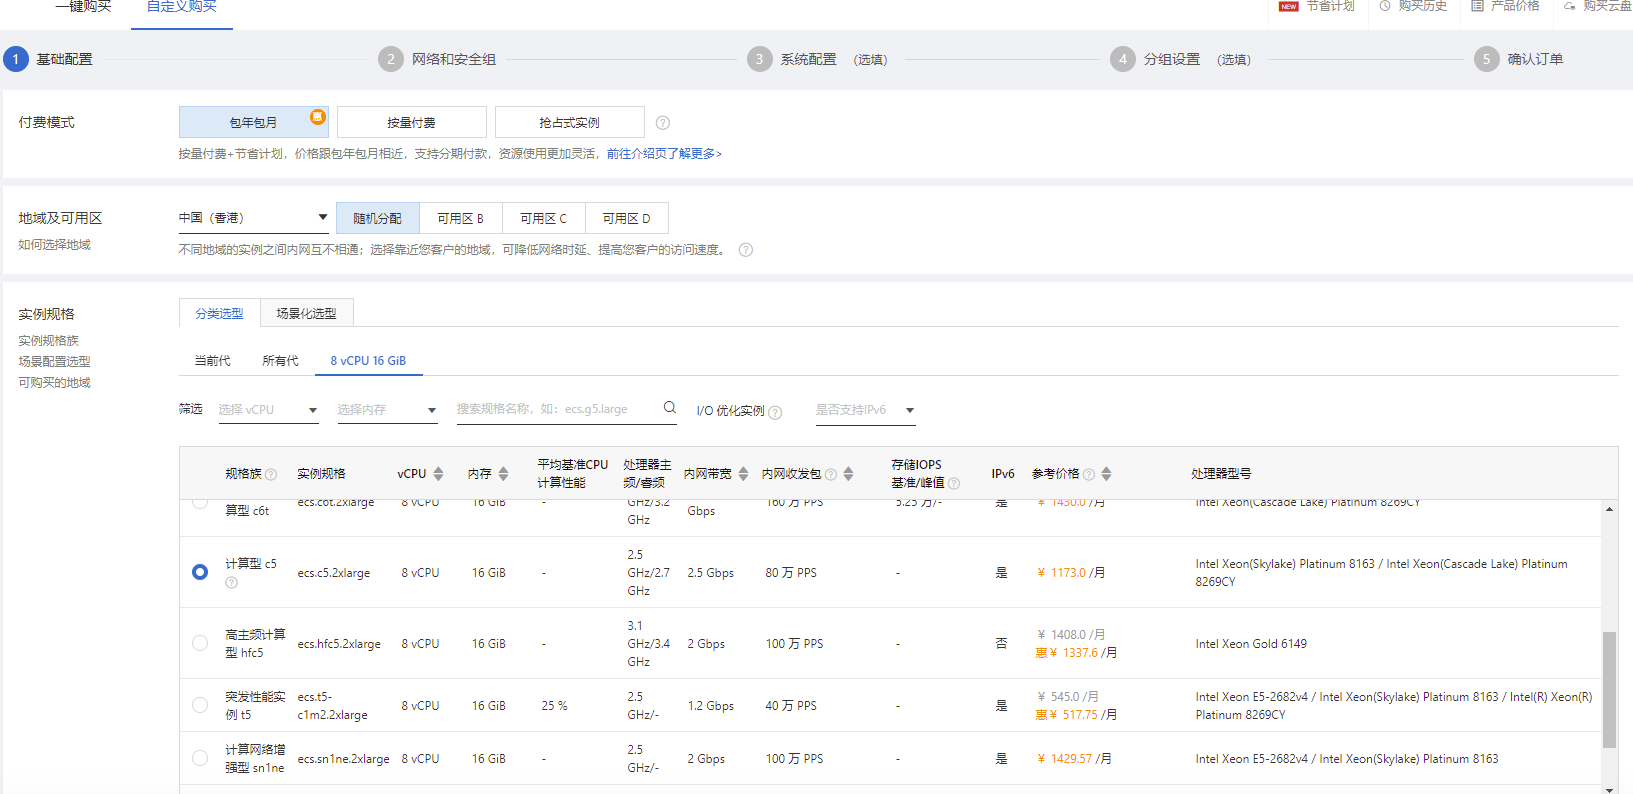 一键购买 自定义购买 NEW 节省计划 购买历史 产品价格 购买云盘
1 基础配置 2 网络和安全组 3 系统配置 (选填) 4 分组设置 (选填) 5 确认订单
付费模式 包年包月 惠 按量付费 抢占式实例 ?
按量付费+节省计划，价格跟包年包月相近，支持分期付款，资源使用更加灵活，前往介绍页了解更多>
地域及可用区 中国（香港） 随机分配 可用区 B 可用区 C 可用区 D
如何选择地域
不同地域的实例之间内网互不相通；选择靠近您客户的地域，可降低网络时延、提高您客户的访问速度。 ?
实例规格 分类选型 场景化选型
实例规格族
场景配置选型
可购买的地域
当前代 所有代 8 vCPU 16 GiB
筛选 选择 vCPU 选择内存 搜索规格名称，如：ecs.g5.large I/O 优化实例 ? 是否支持IPv6
规格族 ? 实例规格 vCPU 内存 平均基准CPU 处理器主 内网带宽 内网收发包 ? 存储IOPS IPv6 参考价格 ? 处理器型号
计算性能 频/睿频 基准/峰值 ?
ecs.c6t.2xlarge 8 vCPU 16 GiB - GHz/3.2 160 万 PPS 5.25 万/- 是 ¥ 1430.0 /月 Intel Xeon(Cascade Lake) Platinum 8269CY
算型 c6t GHz Gbps
计算型 c5 ? ecs.c5.2xlarge 8 vCPU 16 GiB - 2.5 2.5 Gbps 80 万 PPS - 是 ¥ 1173.0 /月 Intel Xeon(Skylake) Platinum 8163 / Intel Xeon(Cascade Lake) Platinum
GHz/2.7 8269CY
GHz
高主频计算 ecs.hfc5.2xlarge 8 vCPU 16 GiB - 3.1 2 Gbps 100 万 PPS - 否 ¥ 1408.0 /月 Intel Xeon Gold 6149
型 hfc5 GHz/3.4 惠 ¥ 1337.6 /月
GHz
突发性能实 ecs.t5- 8 vCPU 16 GiB 25 % 2.5 1.2 Gbps 40 万 PPS - 是 ¥ 545.0 /月 Intel Xeon E5-2682v4 / Intel Xeon(Skylake) Platinum 8163 / Intel(R) Xeon(R)
例 t5 c1m2.2xlarge GHz/- 惠 ¥ 517.75 /月 Platinum 8269CY
计算网络增 ecs.sn1ne.2xlarge 8 vCPU 16 GiB - 2.5 2 Gbps 100 万 PPS - 是 ¥ 1429.57 /月 Intel Xeon E5-2682v4 / Intel Xeon(Skylake) Platinum 8163
强型 sn1ne GHz/-